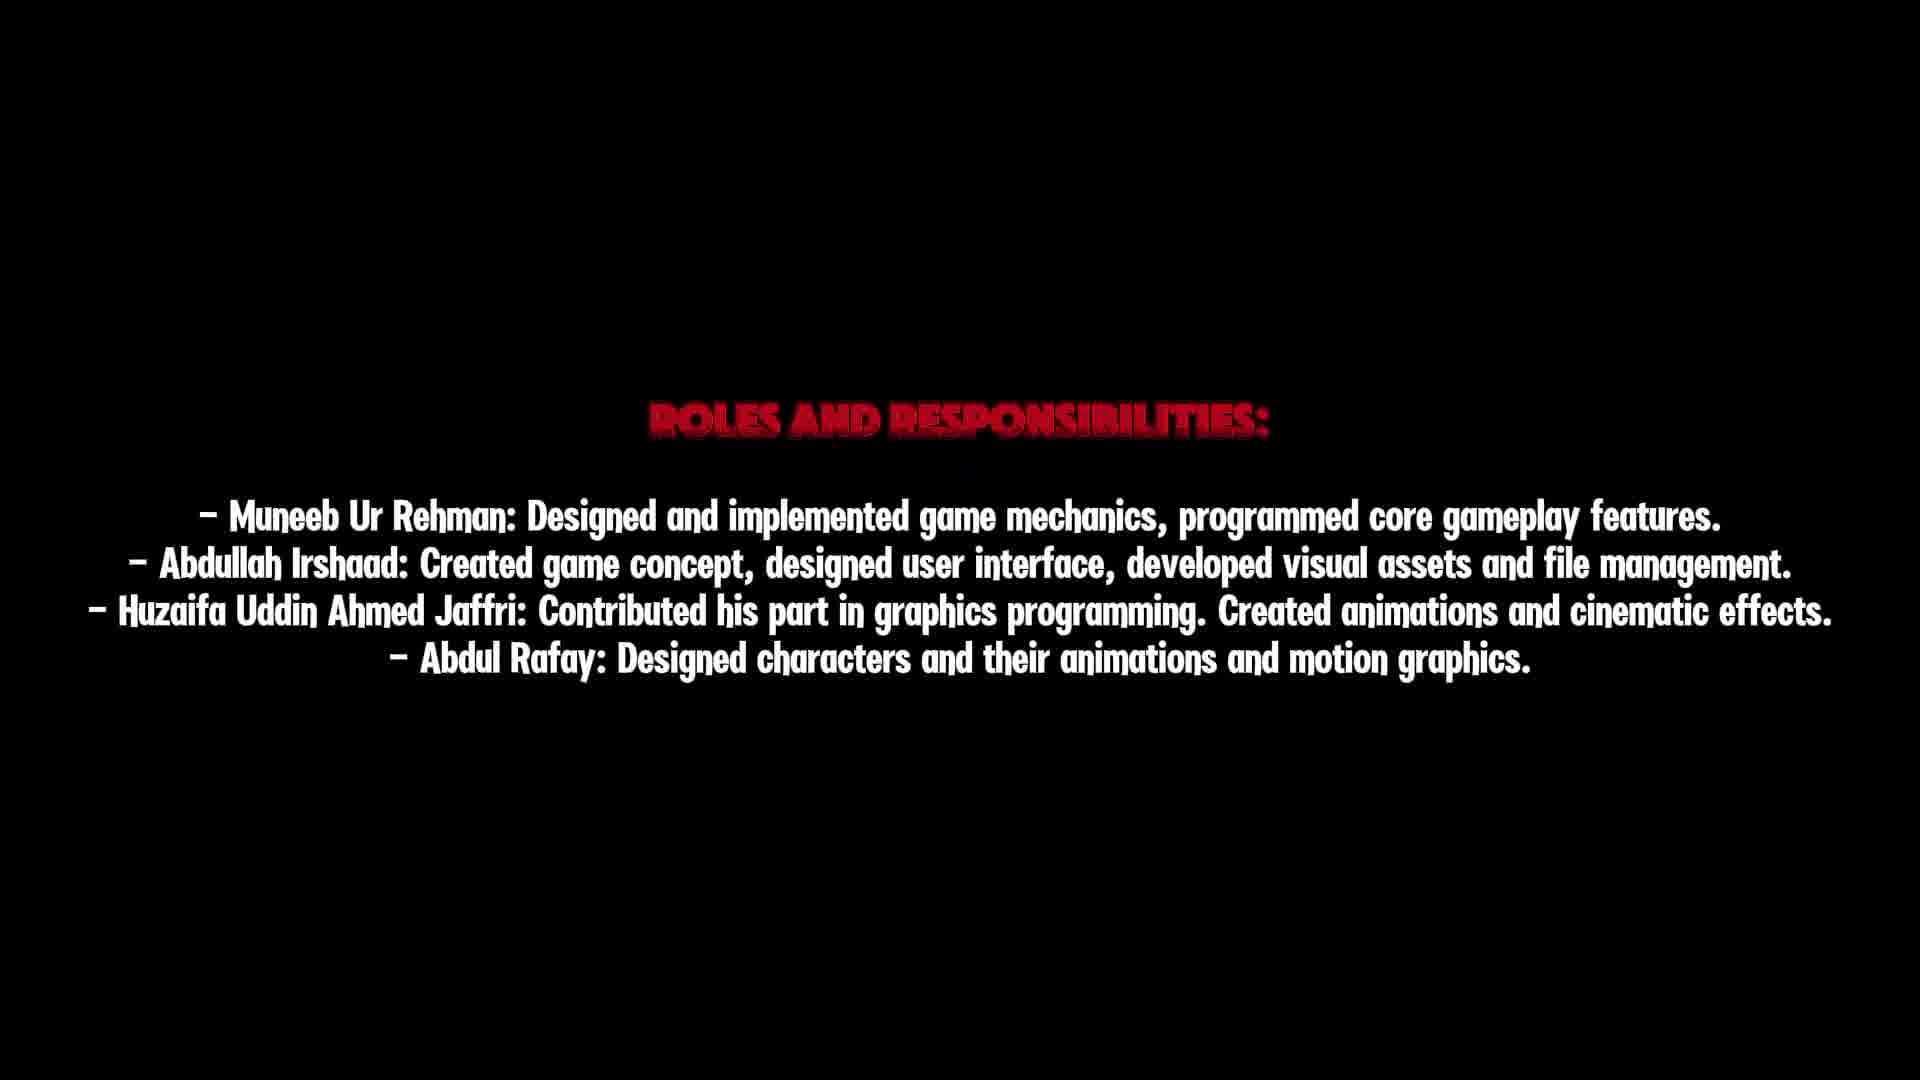 ROLES AND RESPONSIBILITIES:
- Muneeb Ur Rehman: Designed and implemented game mechanics, programmed core gameplay features.
- Abdullah Irshaad: Created game concept, designed user interface, developed visual assets and file management.
- Huzaifa Uddin Ahmed Jaffri: Contributed his part in graphics programming. Created animations and cinematic effects.
- Abdul Rafay: Designed characters and their animations and motion graphics.